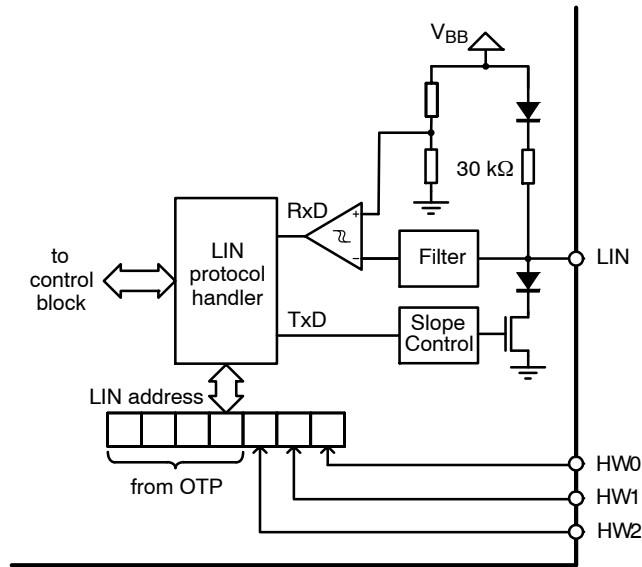 V_BB
30 kΩ
RxD
+
−
LIN
protocol
handler
to
control
block
Filter
LIN
TxD
Slope
Control
LIN address
from OTP
HW0
HW1
HW2